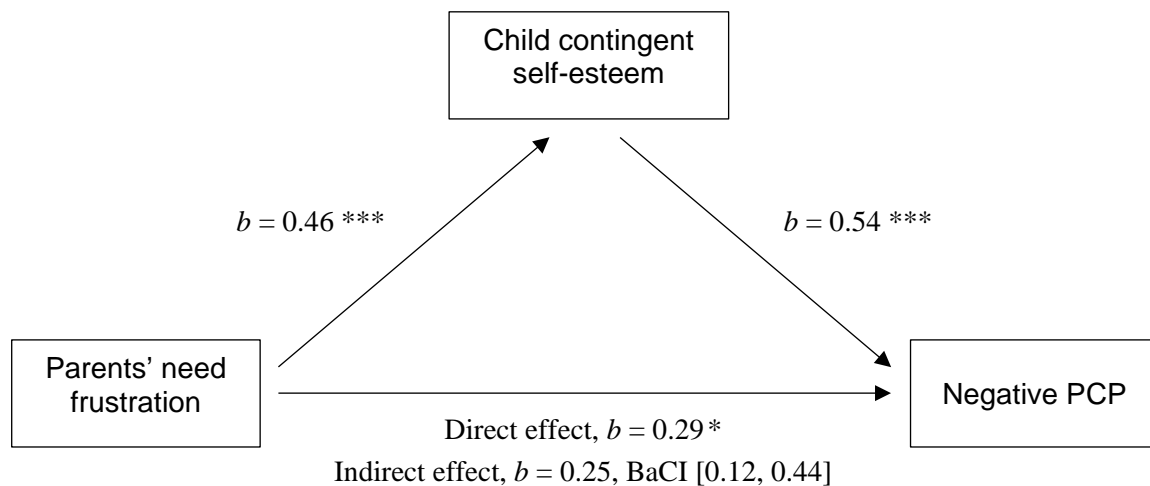 Child contingent
self-esteem
b = 0.46 ***
b = 0.54 ***
Parents’ need
frustration
Negative PCP
Direct effect, b = 0.29 *
Indirect effect, b = 0.25, BaCI [0.12, 0.44]